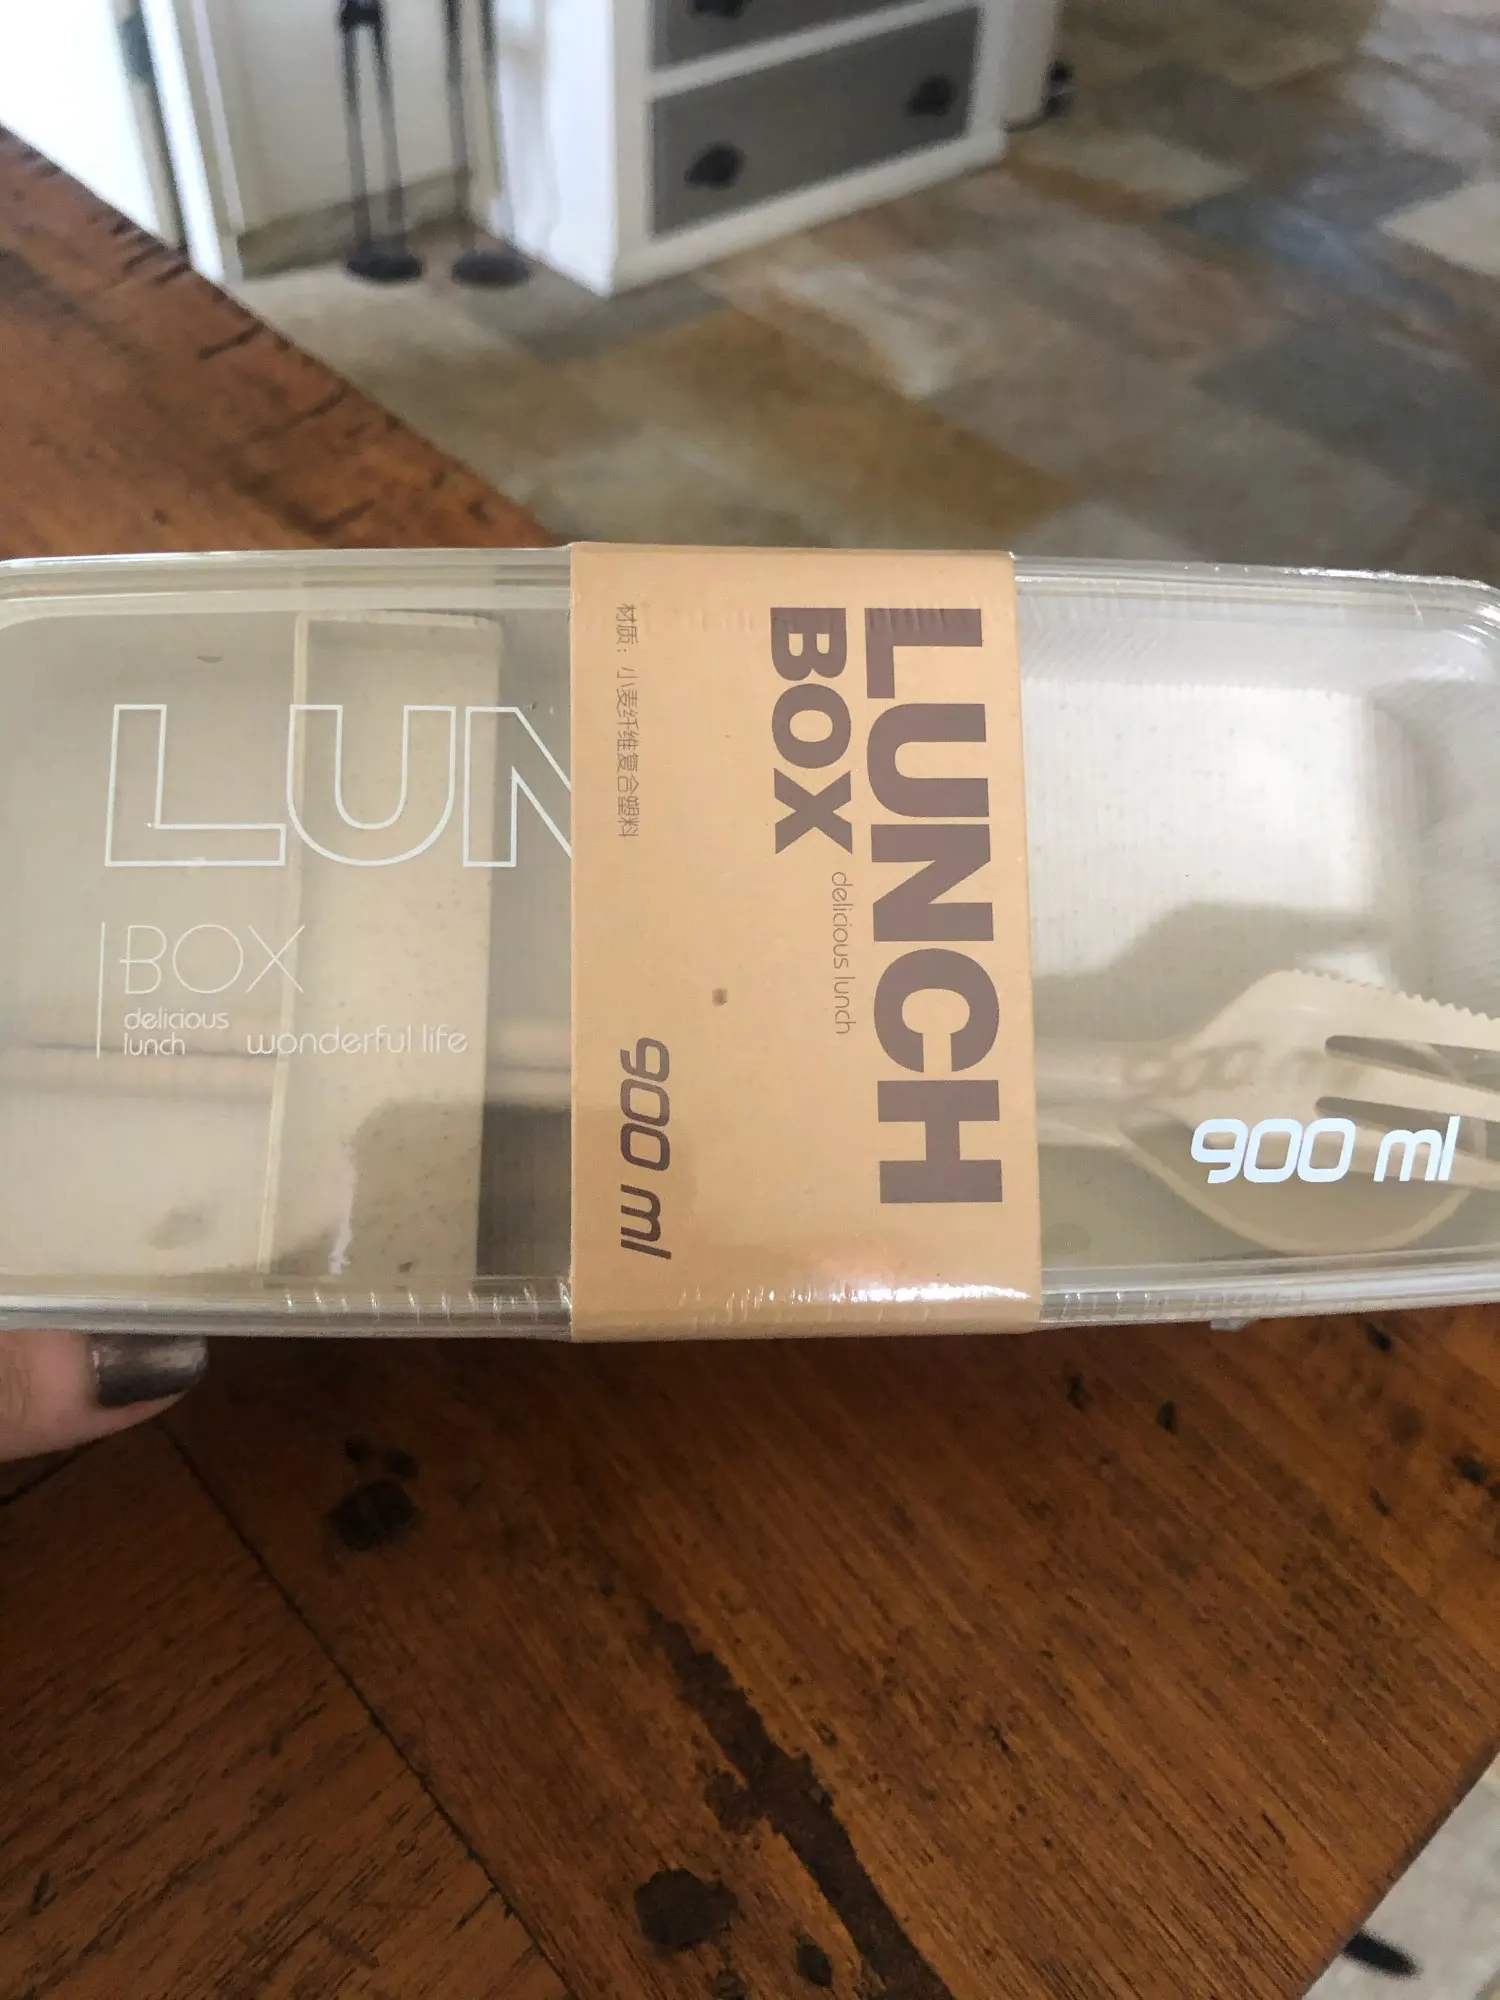 LUN
BOX
delicious
lunch
wonderful life
LUNCH
BOX
delicious lunch
材质：小麦纤维复合塑料
900 ml
900 ml